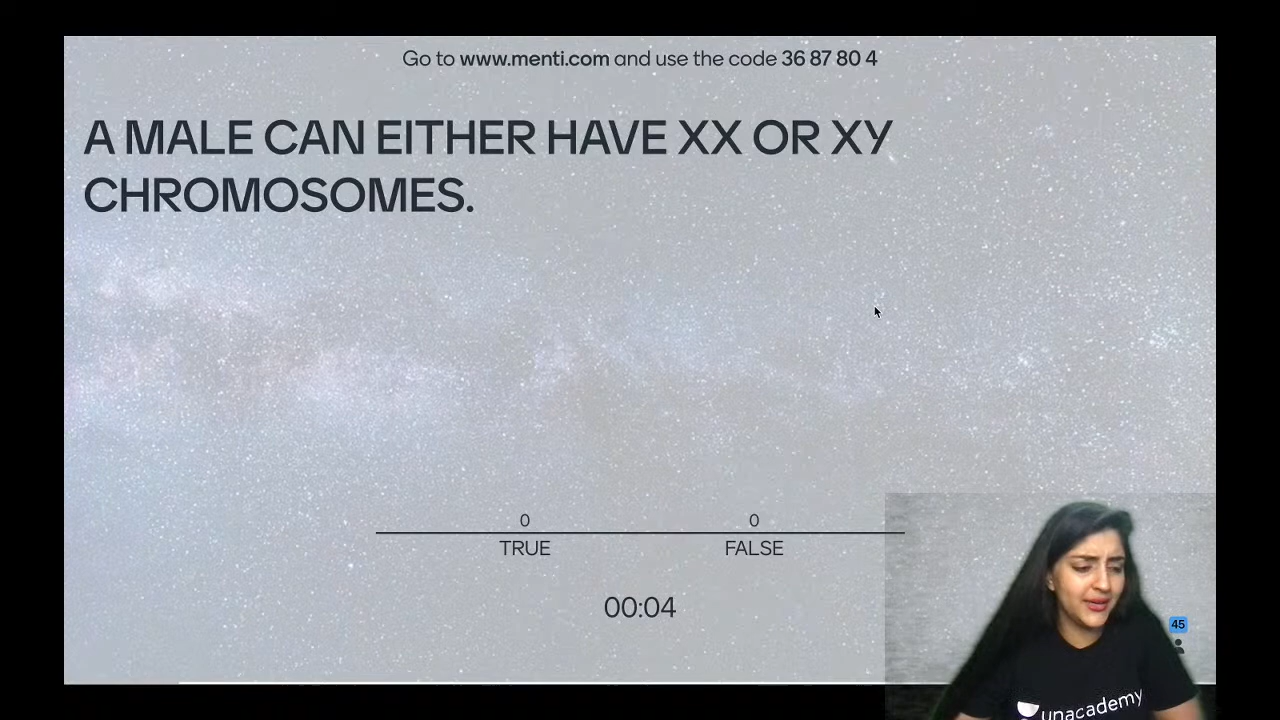 Go to www.menti.com and use the code 36 87 80 4
A MALE CAN EITHER HAVE XX OR XY
CHROMOSOMES.
0 0
TRUE FALSE
00:04
45
unacademy